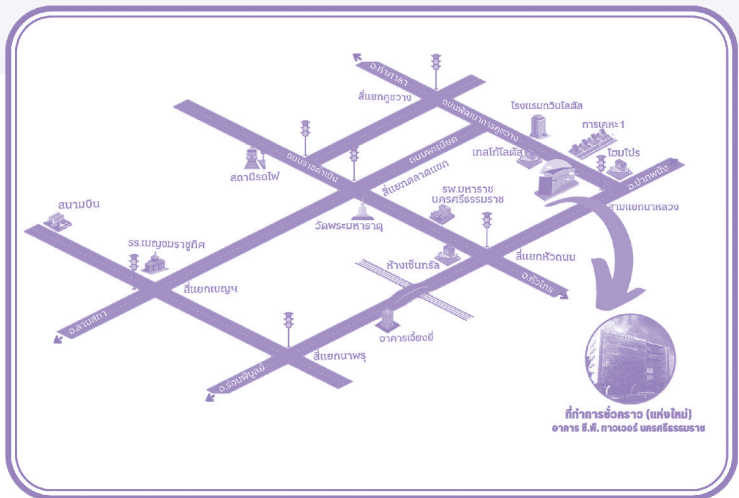 อ.ท่าศาลา
สี่แยกคูขวาง
ถนนพัฒนาการคูขวาง
โรงแรมทวินโลตัส
การเคหะ 1
ถนนราชดำเนิน
ถนนพะเนียด
เทสโก้โลตัส
โฮมโปร
สถานีรถไฟ
สี่แยกตลาดแขก
อ.ปากพนัง
สนามบิน
วัดพระมหาธาตุ
รพ.มหาราช
นครศรีธรรมราช
สามแยกนาหลวง
รร.เบญจมราชูทิศ
ห้างเซ็นทรัล
สี่แยกหัวถนน
สี่แยกเบญฯ
อ.หัวไทร
อ.ลานสกา
อาคารเจี้ยงยี่
สี่แยกนาพรุ
อ.ร่อนพิบูลย์
ที่ทำการชั่วคราว (แห่งใหม่)
อาคาร ซี.พี. ทาวเวอร์ นครศรีธรรมราช